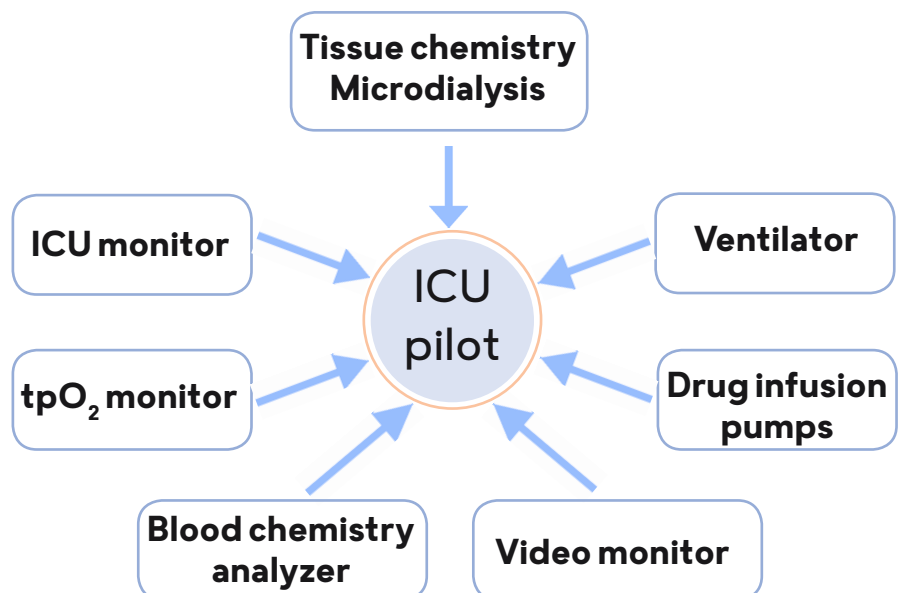 Tissue chemistry
Microdialysis
ICU monitor
Ventilator
ICU
pilot
tpO₂ monitor
Drug infusion
pumps
Blood chemistry
analyzer
Video monitor